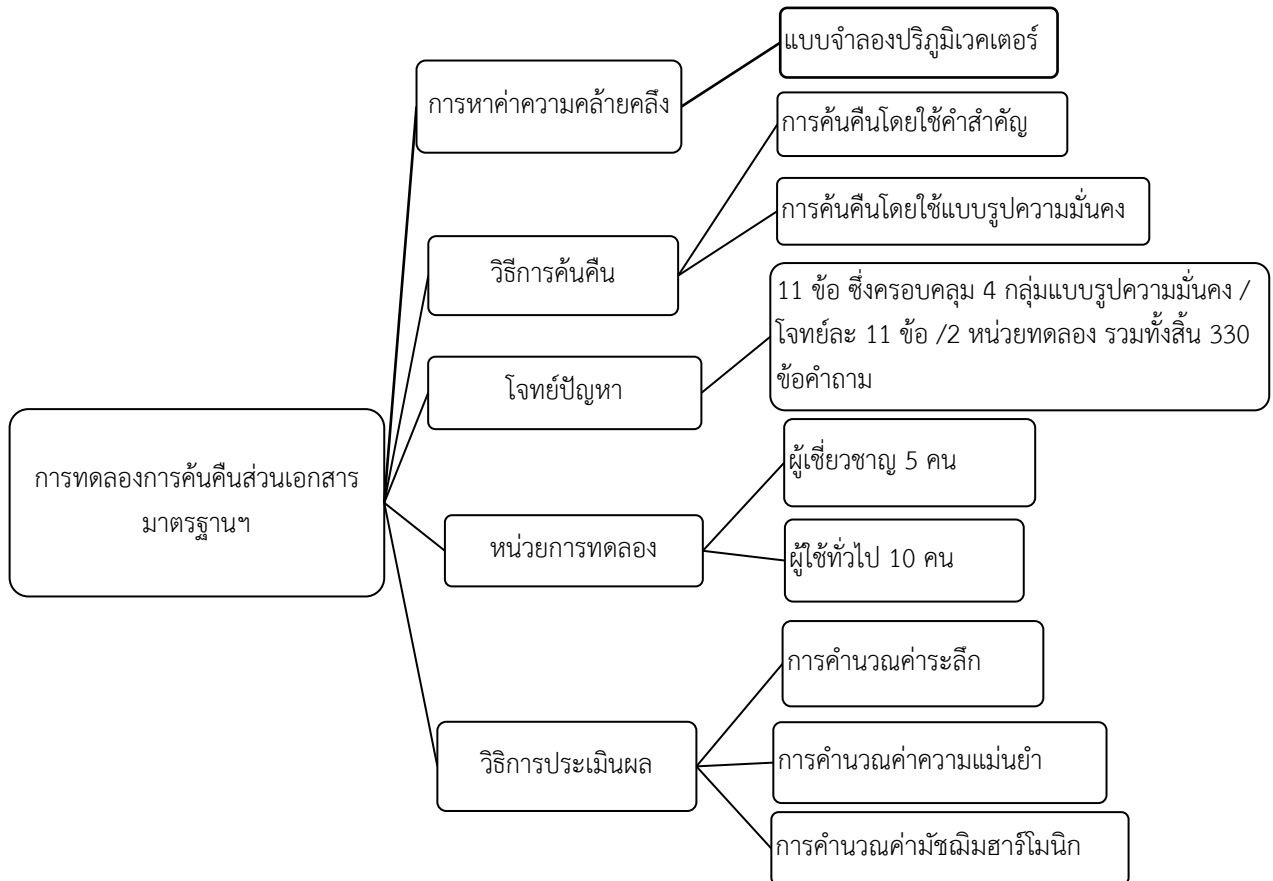 แบบจำลองปริภูมิเวคเตอร์
การหาค่าความคล้ายคลึง
การค้นคืนโดยใช้คำสำคัญ
การค้นคืนโดยใช้แบบรูปความมั่นคง
วิธีการค้นคืน
11 ข้อ ซึ่งครอบคลุม 4 กลุ่มแบบรูปความมั่นคง /
โจทย์ละ 11 ข้อ /2 หน่วยทดลอง รวมทั้งสิ้น 330
ข้อคำถาม
โจทย์ปัญหา
การทดลองการค้นคืนส่วนเอกสาร
มาตรฐานฯ
ผู้เชี่ยวชาญ 5 คน
หน่วยการทดลอง
ผู้ใช้ทั่วไป 10 คน
การคำนวณค่าระลึก
วิธิการประเมินผล
การคำนวณค่าความแม่นยำ
การคำนวณค่ามัชฌิมฮาร์โมนิก